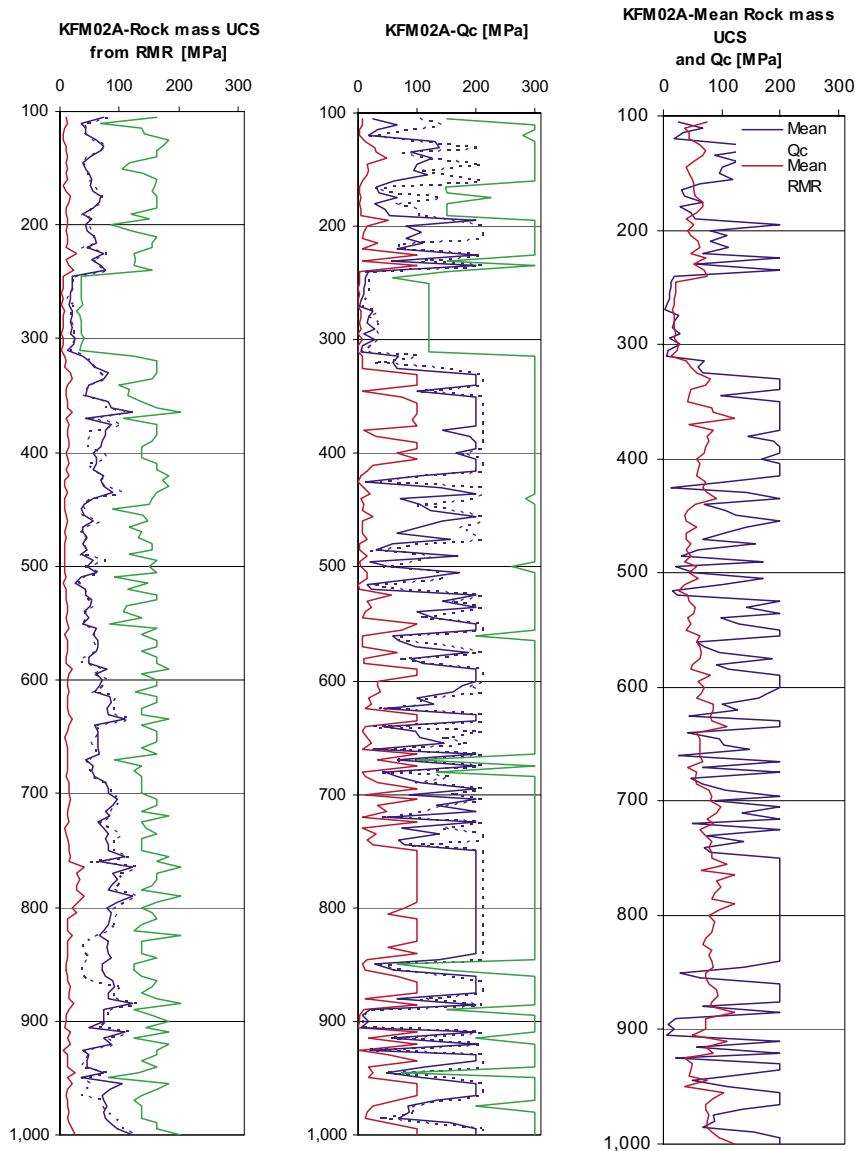 KFM02A-Rock mass UCS
from RMR [MPa]
0 100 200 300
100
200
300
400
500
600
700
800
900
1,000
KFM02A-Qc [MPa]
0 100 200 300
100
200
300
400
500
600
700
800
900
1,000
KFM02A-Mean Rock mass
UCS
and Qc [MPa]
0 100 200 300
100
200
300
400
500
600
700
800
900
1,000
Mean
Qc
Mean
RMR